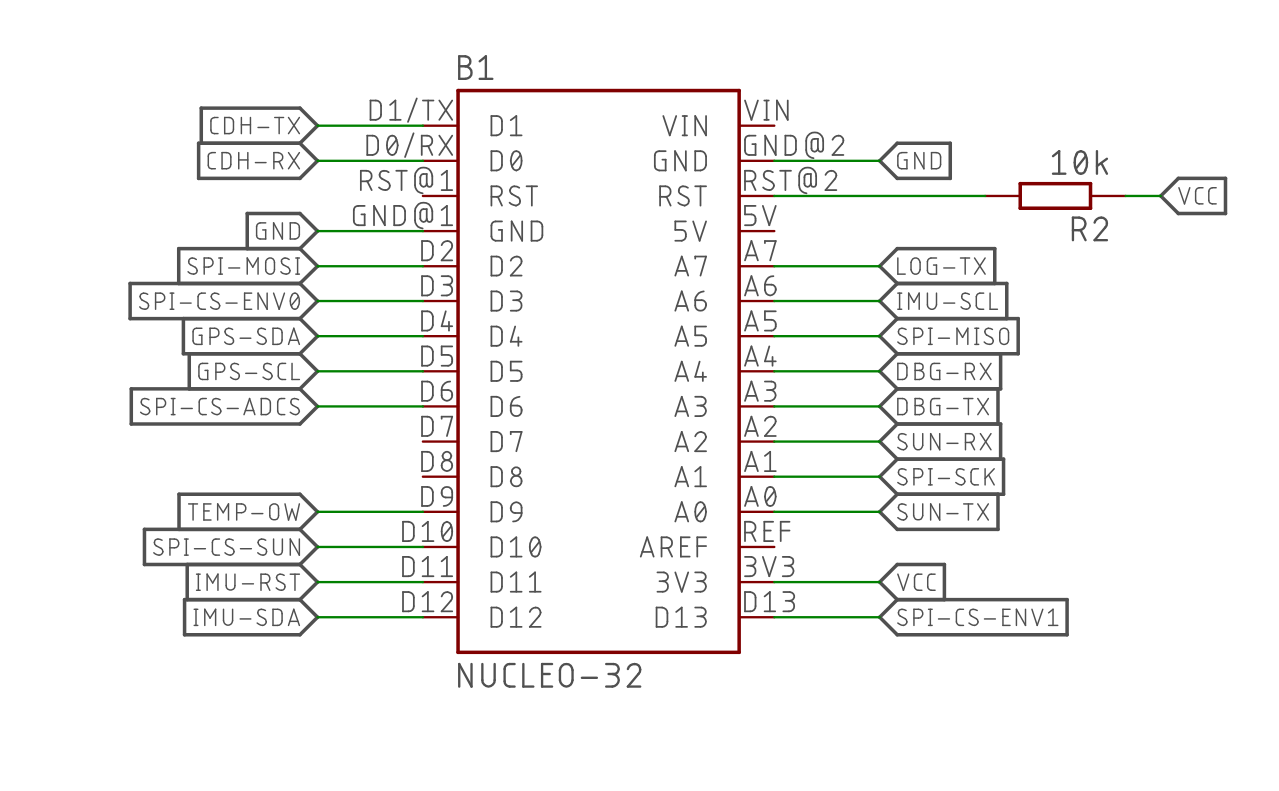 B1
CDH-TX D1/TX D1 VIN VIN
CDH-RX D0/RX D0 GND GND@2 GND 10k
RST@1 RST RST RST@2 VCC
GND GND@1 GND 5V 5V R2
SPI-MOSI D2 D2 A7 A7 LOG-TX
SPI-CS-ENV0 D3 D3 A6 A6 IMU-SCL
GPS-SDA D4 D4 A5 A5 SPI-MISO
GPS-SCL D5 D5 A4 A4 DBG-RX
SPI-CS-ADCS D6 D6 A3 A3 DBG-TX
D7 D7 A2 A2 SUN-RX
D8 D8 A1 A1 SPI-SCK
TEMP-OW D9 D9 A0 A0 SUN-TX
SPI-CS-SUN D10 D10 AREF REF
IMU-RST D11 D11 3V3 3V3 VCC
IMU-SDA D12 D12 D13 D13 SPI-CS-ENV1
NUCLEO-32